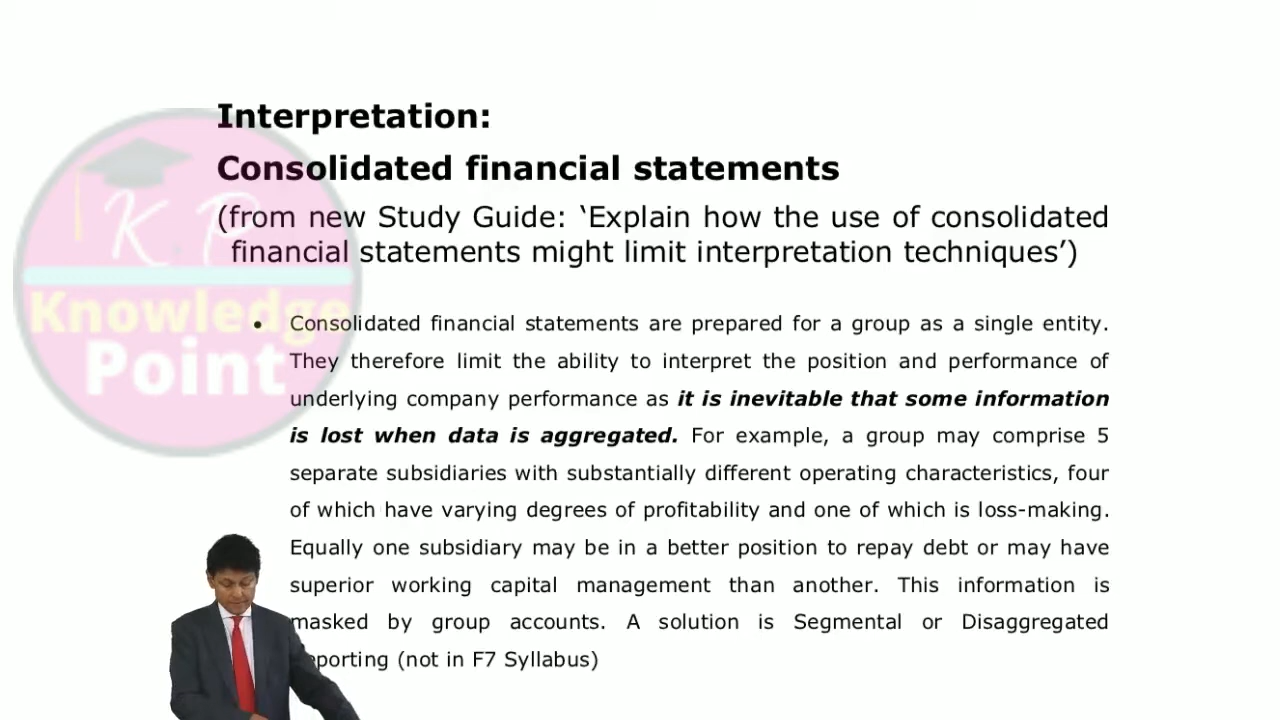 Interpretation:
Consolidated financial statements
(from new Study Guide: ‘Explain how the use of consolidated
financial statements might limit interpretation techniques’)
K.P
Knowledge
Point
• Consolidated financial statements are prepared for a group as a single entity.
They therefore limit the ability to interpret the position and performance of
underlying company performance as it is inevitable that some information
is lost when data is aggregated. For example, a group may comprise 5
separate subsidiaries with substantially different operating characteristics, four
of which have varying degrees of profitability and one of which is loss-making.
Equally one subsidiary may be in a better position to repay debt or may have
superior working capital management than another. This information is
masked by group accounts. A solution is Segmental or Disaggregated
eporting (not in F7 Syllabus)